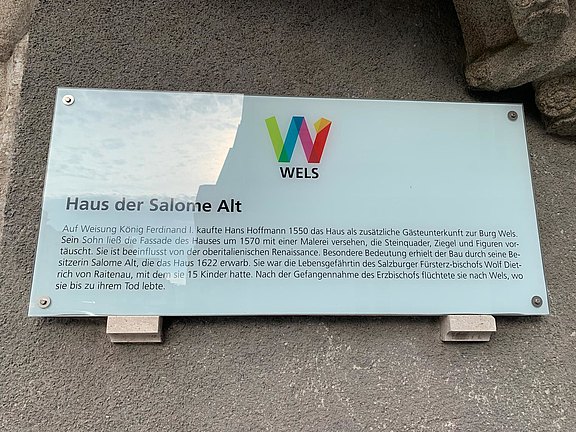 WELS
Haus der Salome Alt
Auf Weisung König Ferdinand I. kaufte Hans Hoffmann 1550 das Haus als zusätzliche Gästeunterkunft zur Burg Wels.
Sein Sohn ließ die Fassade des Hauses um 1570 mit einer Malerei versehen, die Steinquader, Ziegel und Figuren vor-
täuscht. Sie ist beeinflusst von der oberitalienischen Renaissance. Besondere Bedeutung erhielt der Bau durch seine Be-
sitzerin Salome Alt, die das Haus 1622 erwarb. Sie war die Lebensgefährtin des Salzburger Fürsterz-bischofs Wolf Diet-
rich von Raitenau, mit dem sie 15 Kinder hatte. Nach der Gefangennahme des Erzbischofs flüchtete sie nach Wels, wo
sie bis zu ihrem Tod lebte.